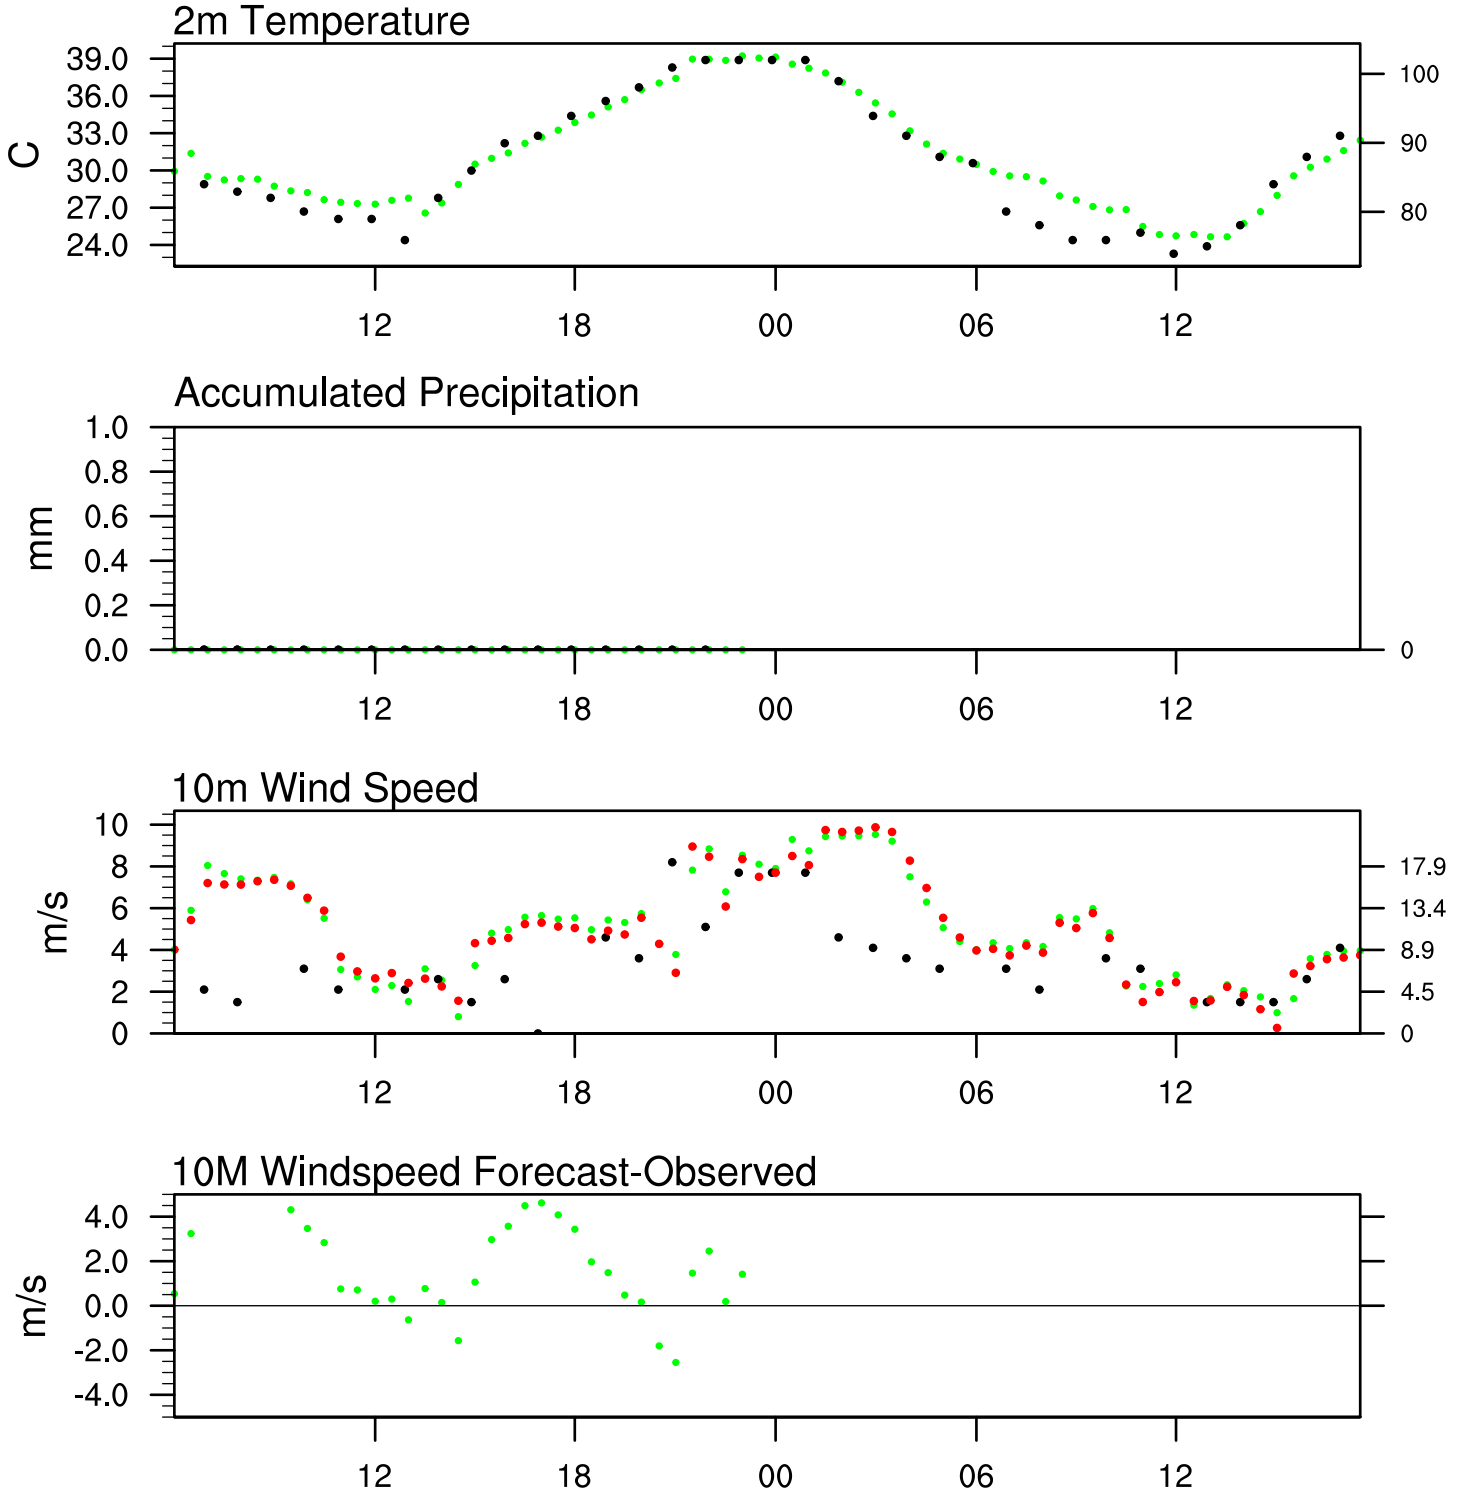 2m Temperature
39.0
36.0
33.0
30.0
27.0
24.0
C
100
90
80
12 18 00 06 12
Accumulated Precipitation
1.0
0.8
0.6
0.4
0.2
0.0
mm
0
12 18 00 06 12
10m Wind Speed
10
8
6
4
2
0
m/s
17.9
13.4
8.9
4.5
0
12 18 00 06 12
10M Windspeed Forecast-Observed
4.0
2.0
0.0
-2.0
-4.0
m/s
12 18 00 06 12